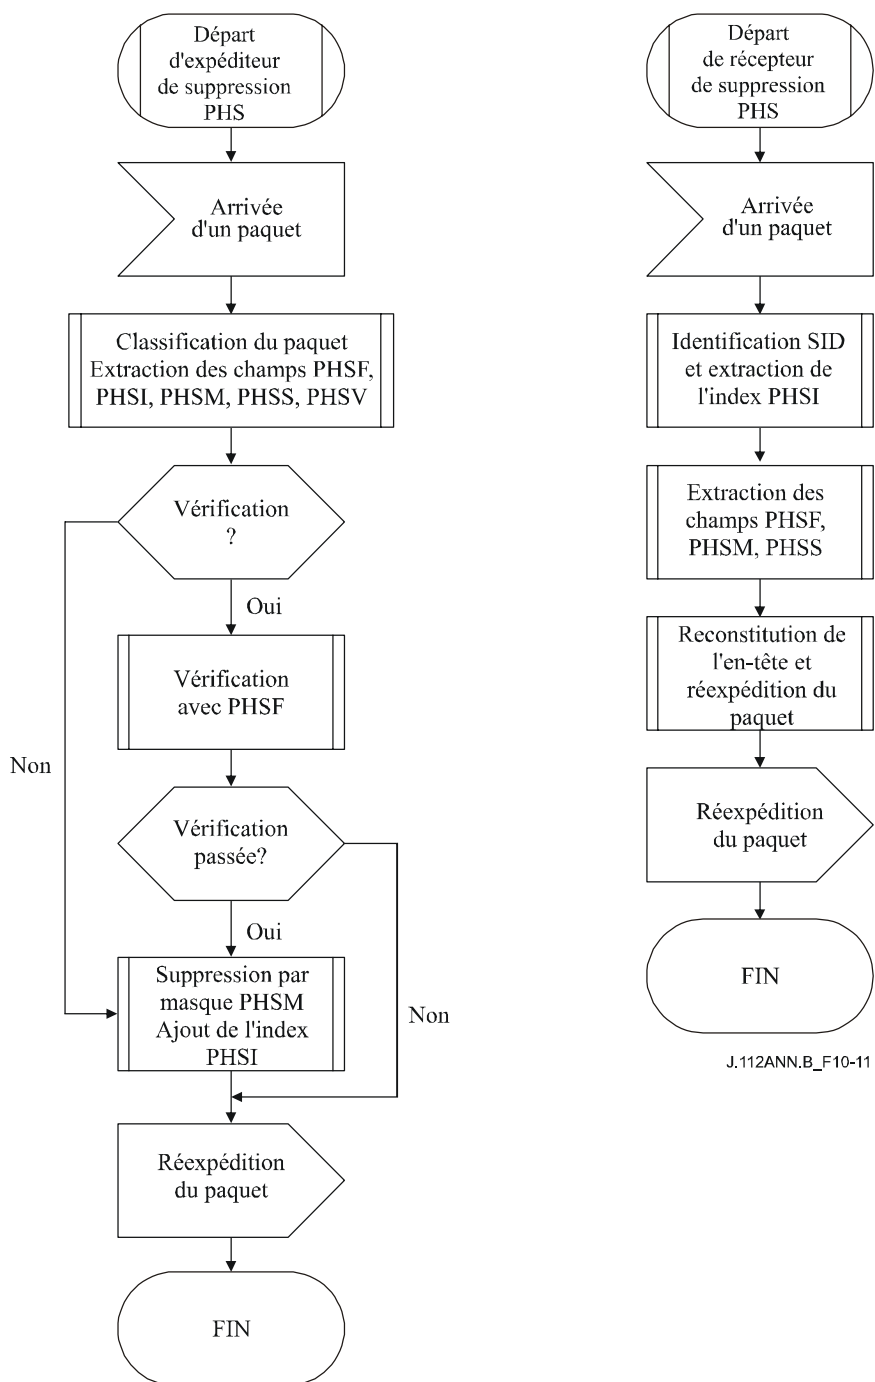 Départ
d'expéditeur
de suppression
PHS
Arrivée
d'un paquet
Classification du paquet
Extraction des champs PHSF,
PHSI, PHSM, PHSS, PHSV
Vérification
?
Oui
Vérification
avec PHSF
Non
Vérification
passée?
Oui
Suppression par
masque PHSM
Ajout de l'index
PHSI
Non
Réexpédition
du paquet
FIN
Départ
de récepteur
de suppression
PHS
Arrivée
d'un paquet
Identification SID
et extraction de
l'index PHSI
Extraction des
champs PHSF,
PHSM, PHSS
Reconstitution de
l'en-tête et
réexpédition du
paquet
Réexpédition
du paquet
FIN
J.112ANN.B_F10-11